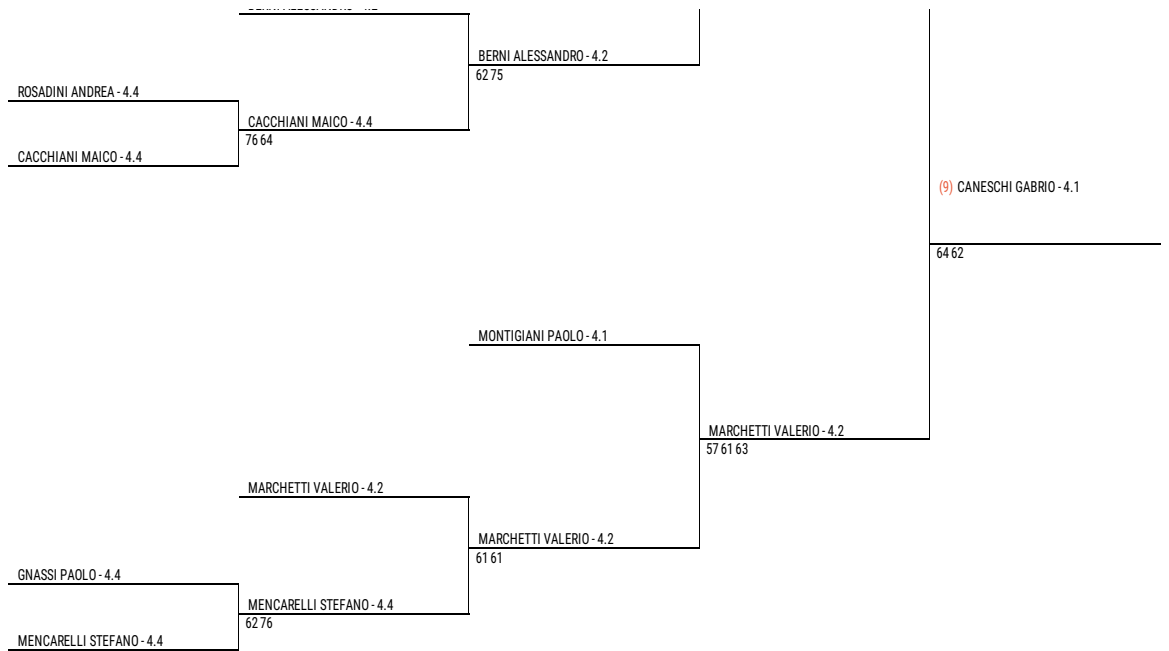 BERNI ALESSANDRO - 4.2
62 75
ROSADINI ANDREA - 4.4
CACCHIANI MAICO - 4.4
76 64
CACCHIANI MAICO - 4.4
(9) CANESCHI GABRIO - 4.1
64 62
MONTIGIANI PAOLO - 4.1
MARCHETTI VALERIO - 4.2
57 61 63
MARCHETTI VALERIO - 4.2
MARCHETTI VALERIO - 4.2
61 61
GNASSI PAOLO - 4.4
MENCARELLI STEFANO - 4.4
62 76
MENCARELLI STEFANO - 4.4